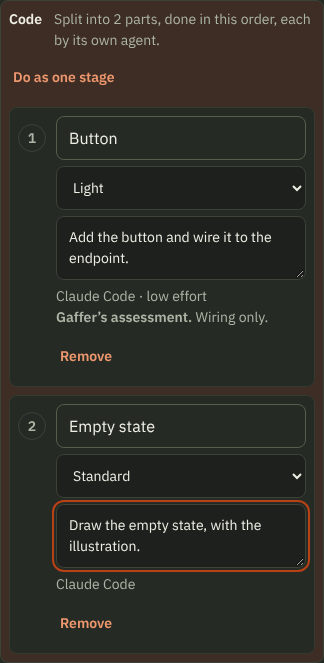 Code Split into 2 parts, done in this order, each
by its own agent.
Do as one stage
1 Button
Light
Add the button and wire it to the
endpoint.
Claude Code · low effort
Gaffer’s assessment. Wiring only.
Remove
2 Empty state
Standard
Draw the empty state, with the
illustration.
Claude Code
Remove